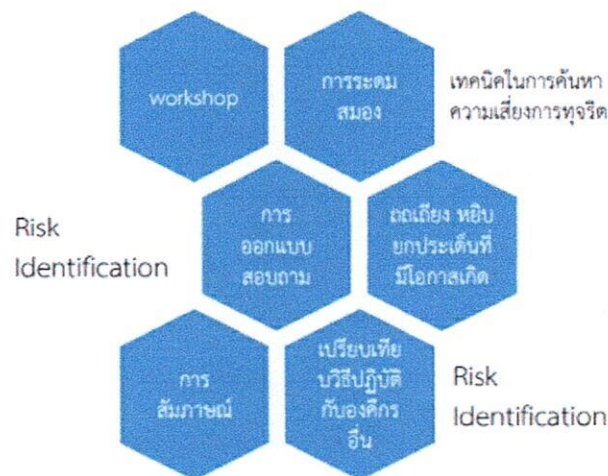 workshop
การระดม
สมอง
เทคนิคในการค้นหา
ความเสี่ยงการทุจริต
Risk
Identification
การ
ออกแบบ
สอบถาม
ถกเถียง หยิบ
ยกประเด็นที่
มีโอกาสเกิด
การ
สัมภาษณ์
เปรียบเทีย
บวิธีปฏิบัติ
กับองค์กร
อื่น
Risk
Identification